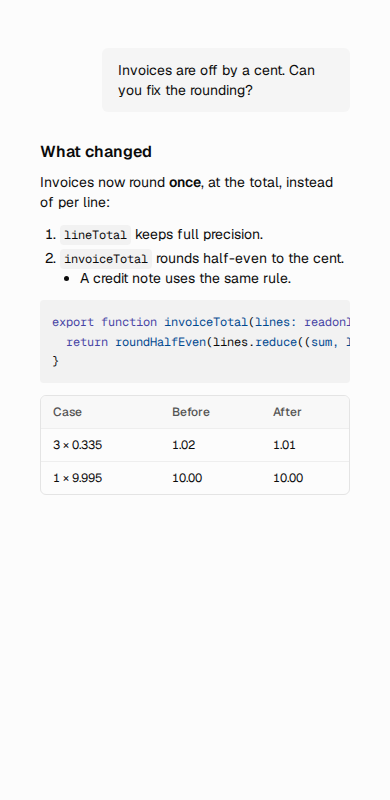 Invoices are off by a cent. Can
you fix the rounding?
What changed
Invoices now round once, at the total, instead
of per line:
1. lineTotal keeps full precision.
2. invoiceTotal rounds half-even to the cent.
• A credit note uses the same rule.
export function invoiceTotal(lines: readonl
return roundHalfEven(lines.reduce((sum, l
}
Case Before After
3 × 0.335 1.02 1.01
1 × 9.995 10.00 10.00